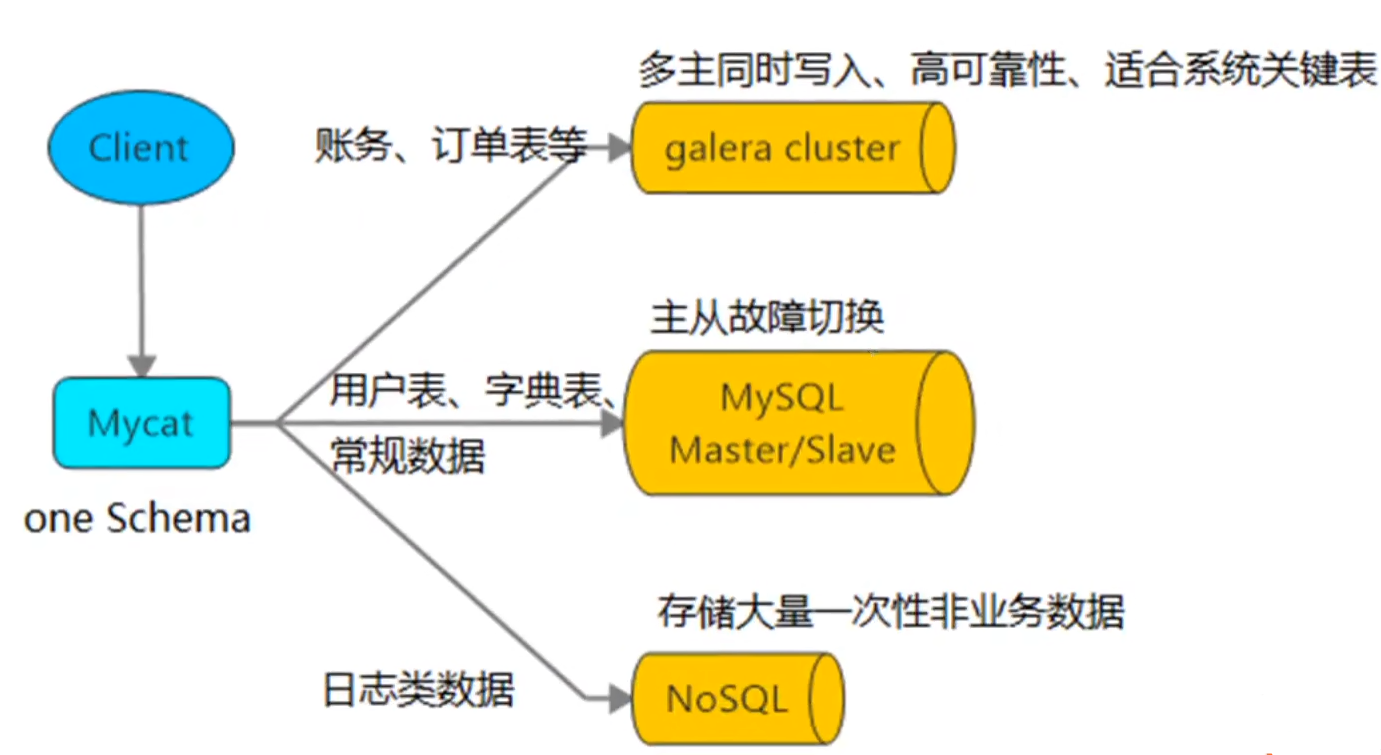 多主同时写入、高可靠性、适合系统关键表
Client
账务、订单表等
galera cluster
主从故障切换
用户表、字典表、
常规数据
Mycat
MySQL
Master/Slave
one Schema
存储大量一次性非业务数据
日志类数据
NoSQL